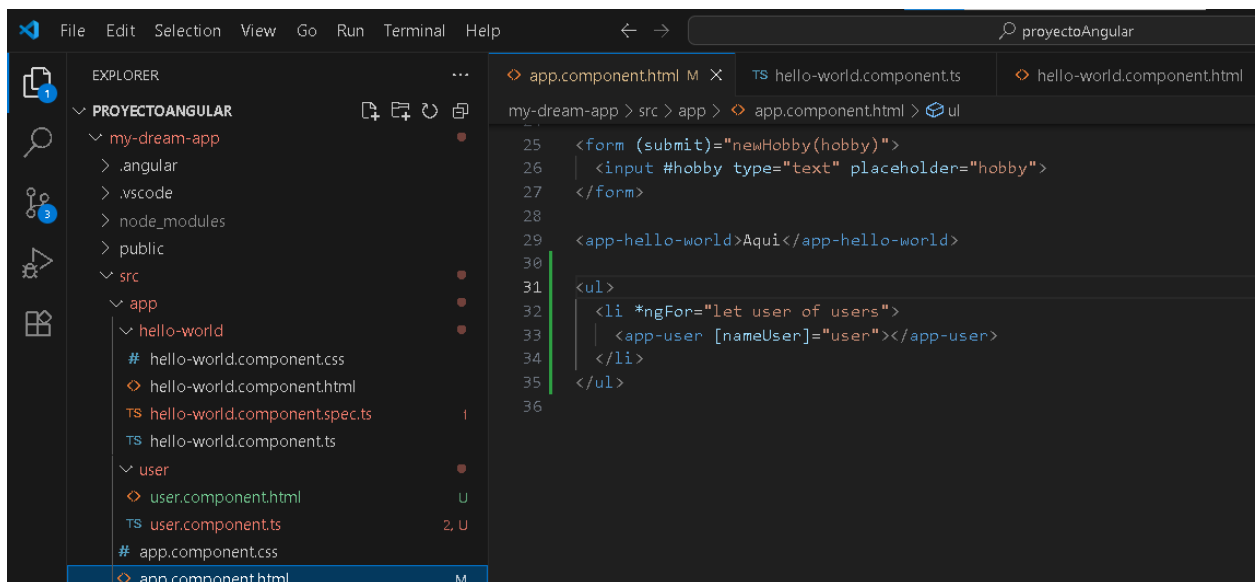 File Edit Selection View Go Run Terminal Help
proyectoAngular
EXPLORER
PROYECTOANGULAR
my-dream-app
.angular
.vscode
node_modules
public
src
app
hello-world
# hello-world.component.css
<> hello-world.component.html
TS hello-world.component.spec.ts 1
TS hello-world.component.ts
user
<> user.component.html U
TS user.component.ts 2, U
# app.component.css
<> app.component.html M
1
3
<> app.component.html M X TS hello-world.component.ts <> hello-world.component.html
my-dream-app > src > app > <> app.component.html > ul
25 <form (submit)="newHobby(hobby)">
26 <input #hobby type="text" placeholder="hobby">
27 </form>
28
29 <app-hello-world>Aqui</app-hello-world>
30
31 <ul>
32 <li *ngFor="let user of users">
33 <app-user [nameUser]="user"></app-user>
34 </li>
35 </ul>
36